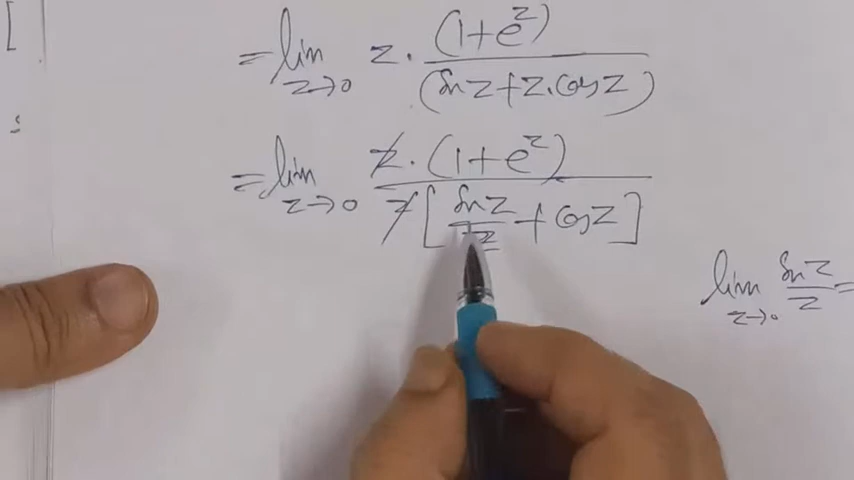 = lim z→0 z · (1+e^z) / (sin z + z·cos z)
= lim z→0 z · (1+e^z) / z [ sin z / z + cos z ]
lim z→0 sin z / z =